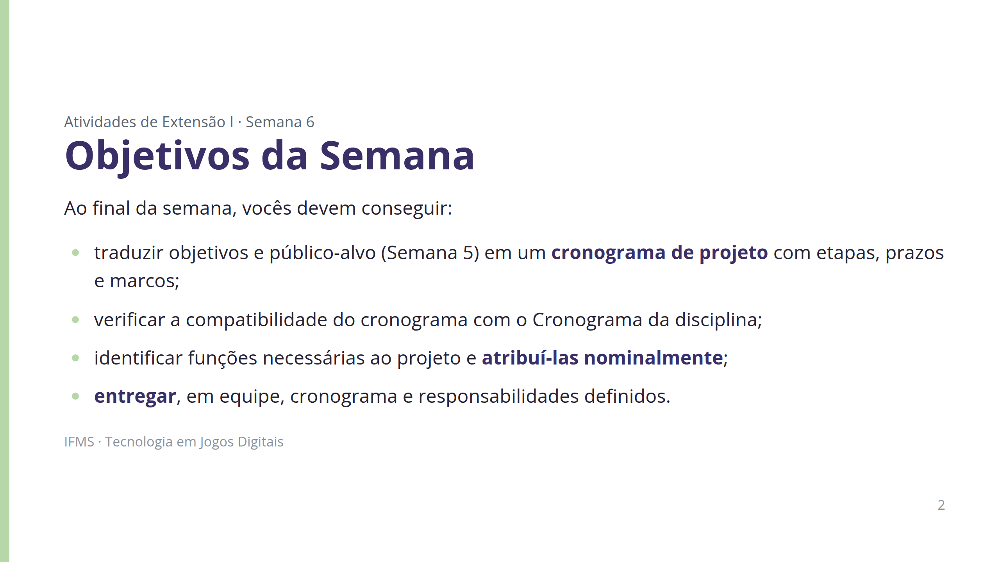 Atividades de Extensão I · Semana 6
Objetivos da Semana
Ao final da semana, vocês devem conseguir:
traduzir objetivos e público-alvo (Semana 5) em um cronograma de projeto com etapas, prazos
e marcos;
verificar a compatibilidade do cronograma com o Cronograma da disciplina;
identificar funções necessárias ao projeto e atribuí-las nominalmente;
entregar, em equipe, cronograma e responsabilidades definidos.
IFMS · Tecnologia em Jogos Digitais
2